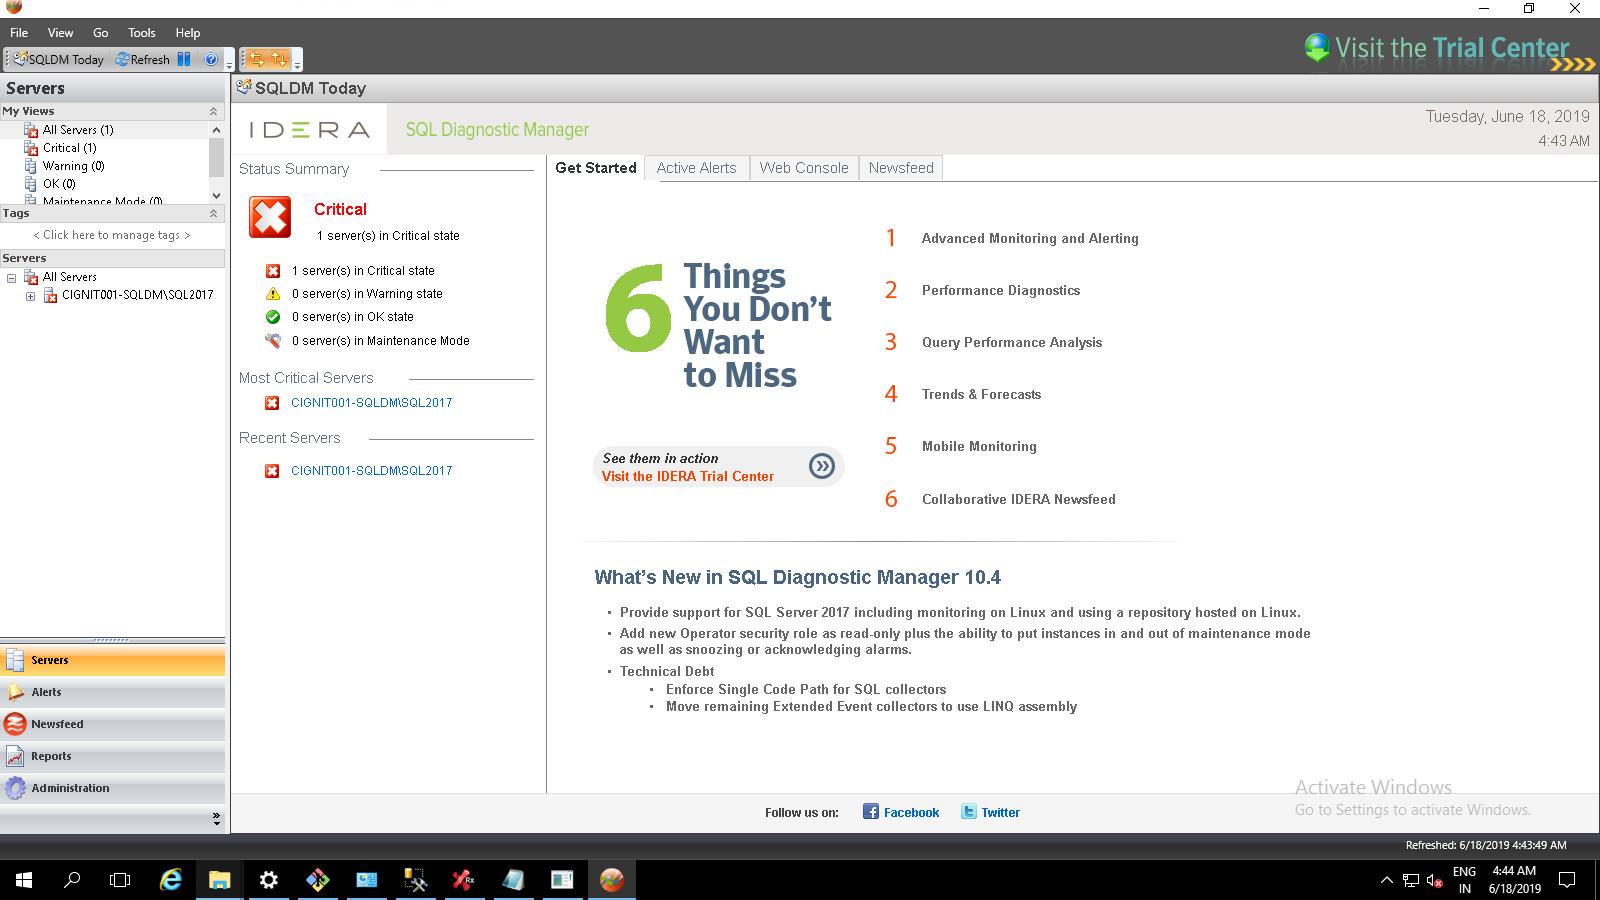 File View Go Tools Help
Visit the Trial Center
SQLDM Today Refresh
Servers
My Views
All Servers (1)
Critical (1)
Warning (0)
OK (0)
Maintenance Mode (0)
Tags
< Click here to manage tags >
Servers
All Servers
CIGNIT001-SQLDM\SQL2017
Servers
Alerts
Newsfeed
Reports
Administration
SQLDM Today
IDERA
SQL Diagnostic Manager
Tuesday, June 18, 2019
4:43 AM
Status Summary
Critical
1 server(s) in Critical state
1 server(s) in Critical state
0 server(s) in Warning state
0 server(s) in OK state
0 server(s) in Maintenance Mode
Most Critical Servers
CIGNIT001-SQLDM\SQL2017
Recent Servers
CIGNIT001-SQLDM\SQL2017
Get Started Active Alerts Web Console Newsfeed
6 Things
You Don't
Want
to Miss
See them in action
Visit the IDERA Trial Center
1 Advanced Monitoring and Alerting
2 Performance Diagnostics
3 Query Performance Analysis
4 Trends & Forecasts
5 Mobile Monitoring
6 Collaborative IDERA Newsfeed
What's New in SQL Diagnostic Manager 10.4
• Provide support for SQL Server 2017 including monitoring on Linux and using a repository hosted on Linux.
• Add new Operator security role as read-only plus the ability to put instances in and out of maintenance mode
as well as snoozing or acknowledging alarms.
• Technical Debt
• Enforce Single Code Path for SQL collectors
• Move remaining Extended Event collectors to use LINQ assembly
Activate Windows
Go to Settings to activate Windows.
Follow us on: Facebook Twitter
Refreshed: 6/18/2019 4:43:49 AM
ENG
IN
4:44 AM
6/18/2019